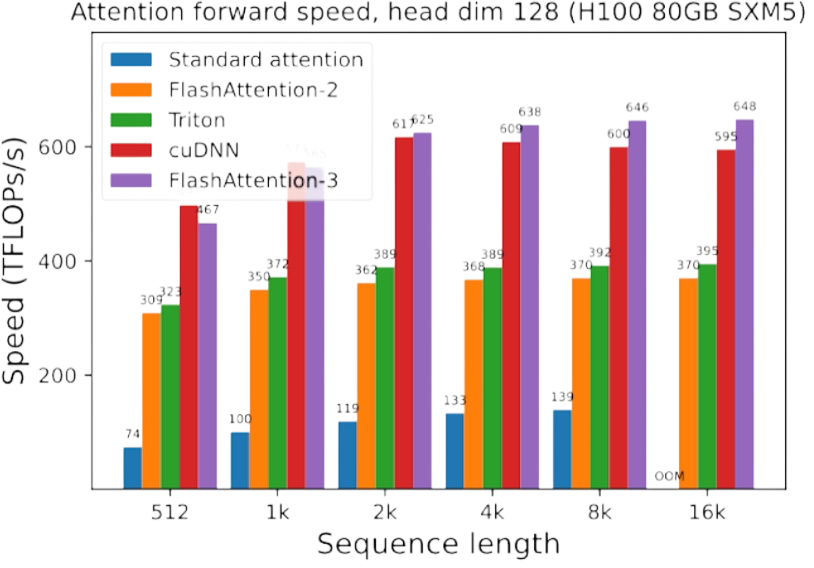 Attention forward speed, head dim 128 (H100 80GB SXM5)
Standard attention
FlashAttention-2
Triton
cuDNN
FlashAttention-3
Speed (TFLOPs/s)
600
400
200
74
309
323
467
100
350
372
119
362
389
617
625
133
368
389
609
638
139
370
392
600
646
OOM
370
395
595
648
512
1k
2k
4k
8k
16k
Sequence length